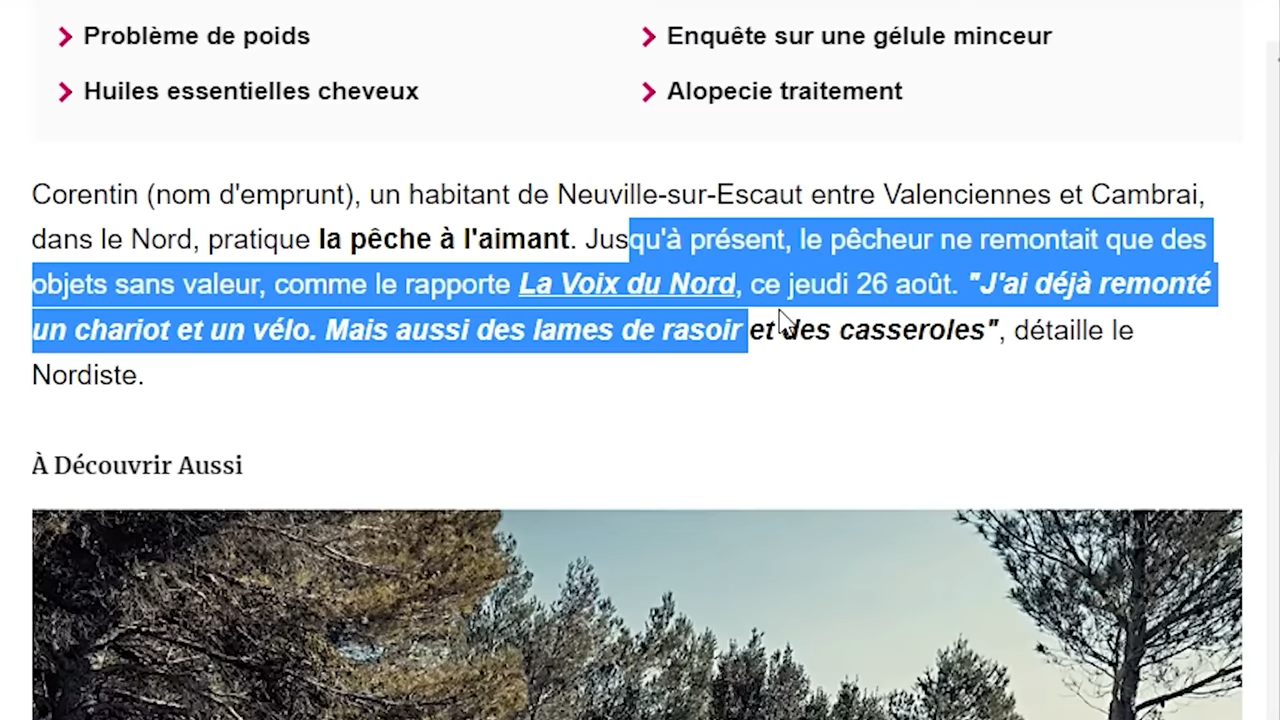 Problème de poids
Enquête sur une gélule minceur
Huiles essentielles cheveux
Alopecie traitement
Corentin (nom d'emprunt), un habitant de Neuville-sur-Escaut entre Valenciennes et Cambrai,
dans le Nord, pratique la pêche à l'aimant. Jusqu'à présent, le pêcheur ne remontait que des
objets sans valeur, comme le rapporte La Voix du Nord, ce jeudi 26 août. "J'ai déjà remonté
un chariot et un vélo. Mais aussi des lames de rasoir et des casseroles", détaille le
Nordiste.
À Découvrir Aussi